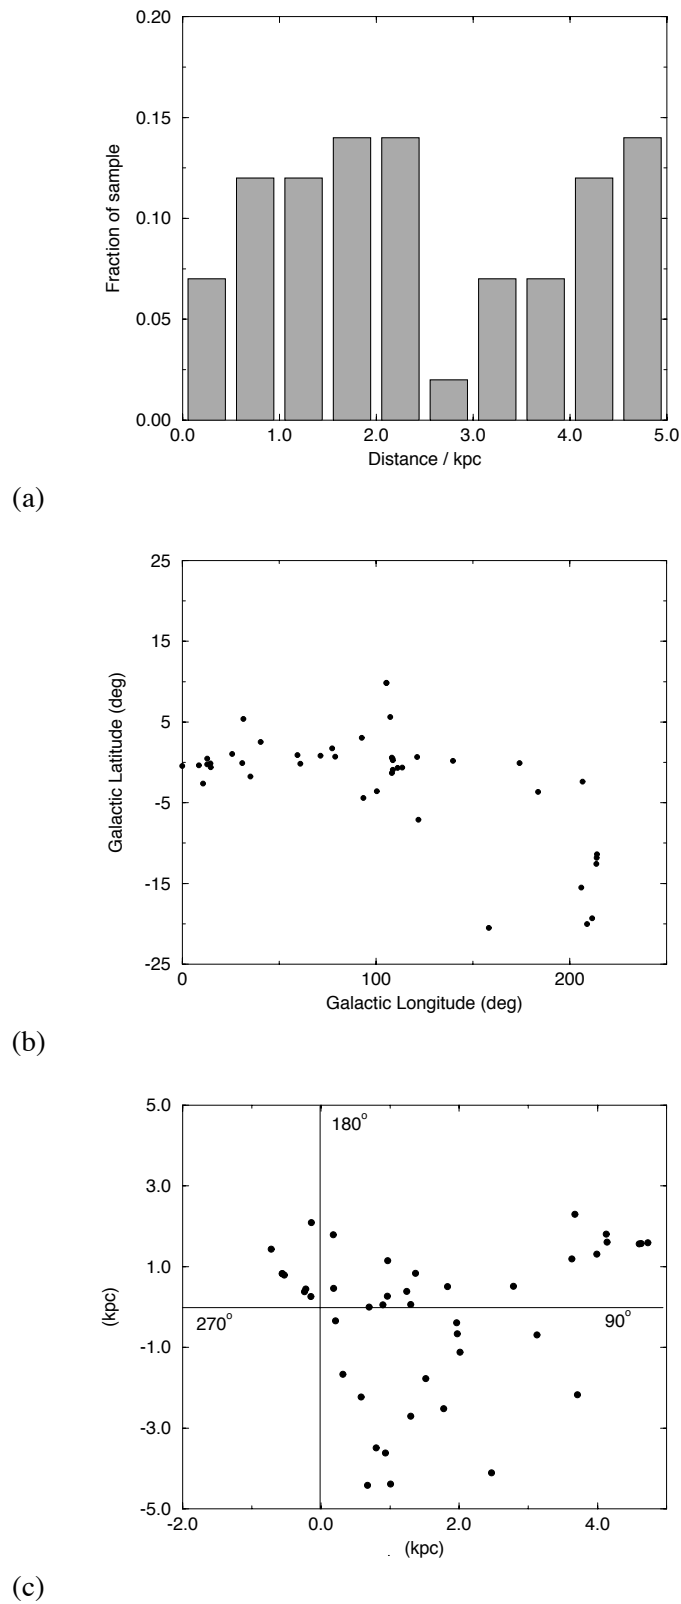 0.20
0.15
0.10
0.05
0.00
Fraction of sample
0.0 1.0 2.0 3.0 4.0 5.0
Distance / kpc
(a)
25
15
5
-5
-15
-25
Galactic Latitude (deg)
0 100 200
Galactic Longitude (deg)
(b)
5.0
180°
3.0
1.0
(kpc)
270° 90°
-1.0
-3.0
-5.0
-2.0 0.0 2.0 4.0
(kpc)
(c)